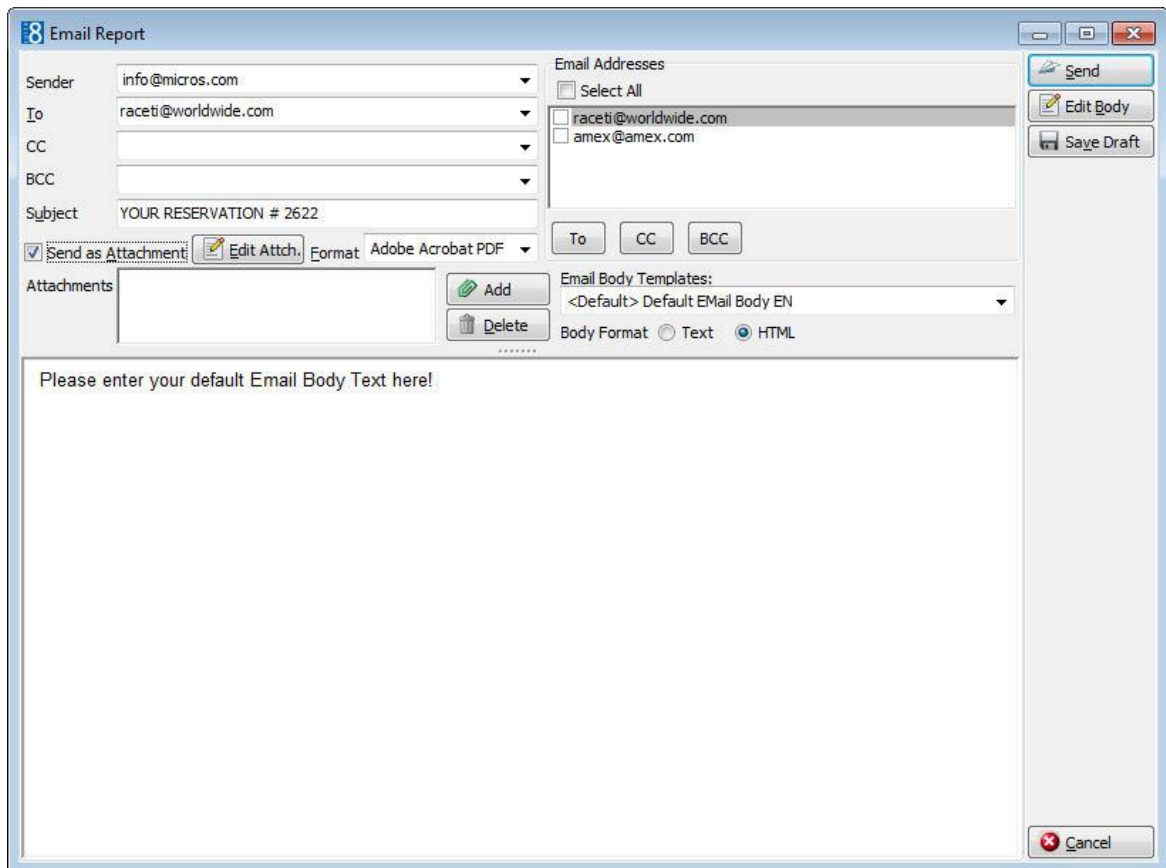 8 Email Report
Sender info@micros.com
To raceti@worldwide.com
CC
BCC
Subject YOUR RESERVATION # 2622
Send as Attachment Edit Attch. Format Adobe Acrobat PDF
Attachments
Add
Delete
Email Addresses
Select All
raceti@worldwide.com
amex@amex.com
To CC BCC
Email Body Templates:
<Default> Default EMail Body EN
Body Format Text HTML
Please enter your default Email Body Text here!
Send
Edit Body
Save Draft
Cancel